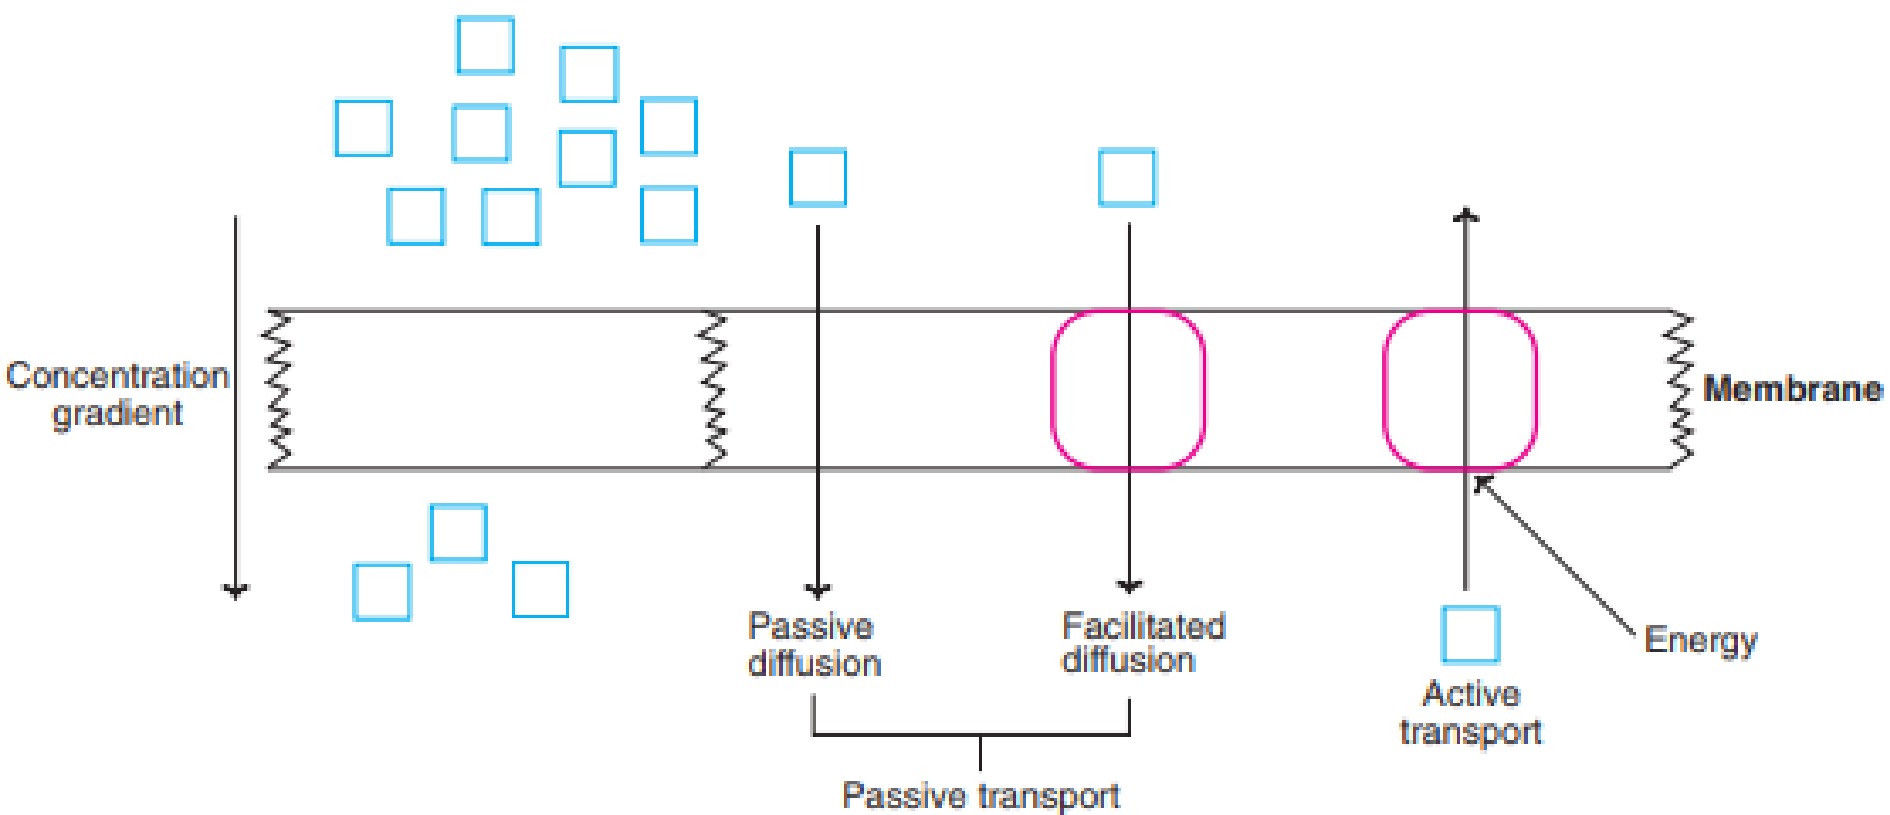 Concentration
gradient
Membrane
Passive
diffusion
Facilitated
diffusion
Energy
Active
transport
Passive transport